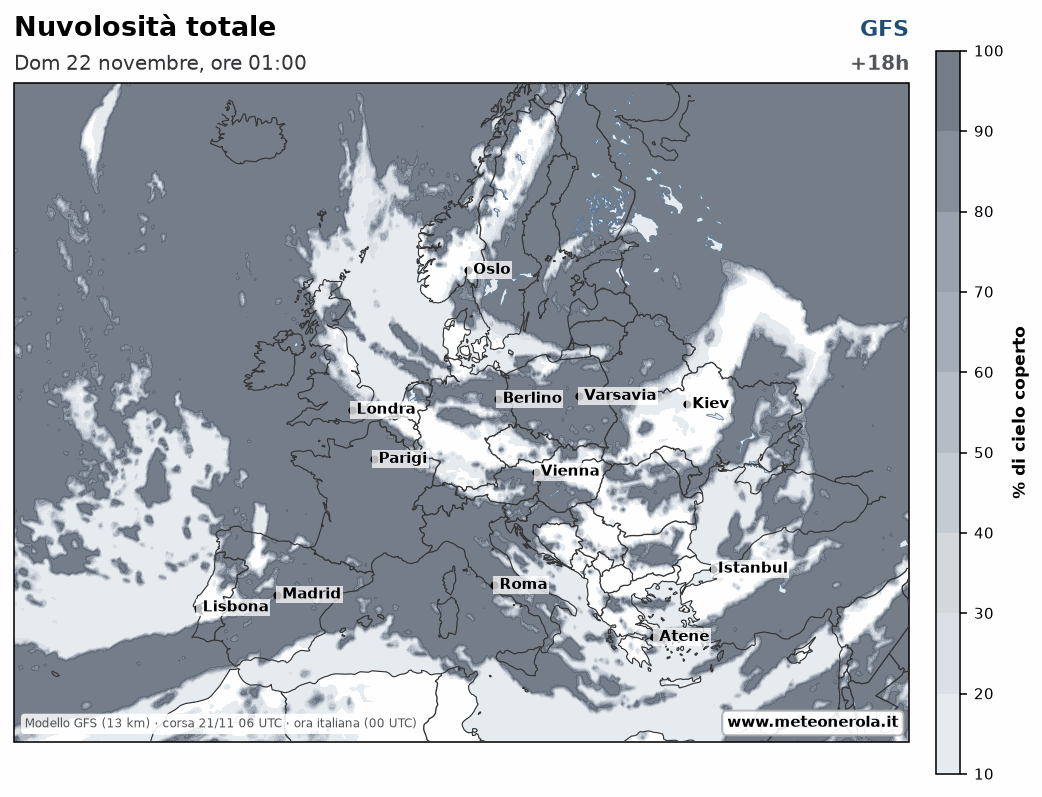 Nuvolosità totale
GFS
Dom 22 novembre, ore 01:00
+18h
Oslo
Londra
Berlino
Varsavia
Kiev
Parigi
Vienna
Istanbul
Roma
Madrid
Lisbona
Atene
Modello GFS (13 km) · corsa 21/11 06 UTC · ora italiana (00 UTC)
www.meteonerola.it
100
90
80
70
60
50
40
30
20
10
% di cielo coperto